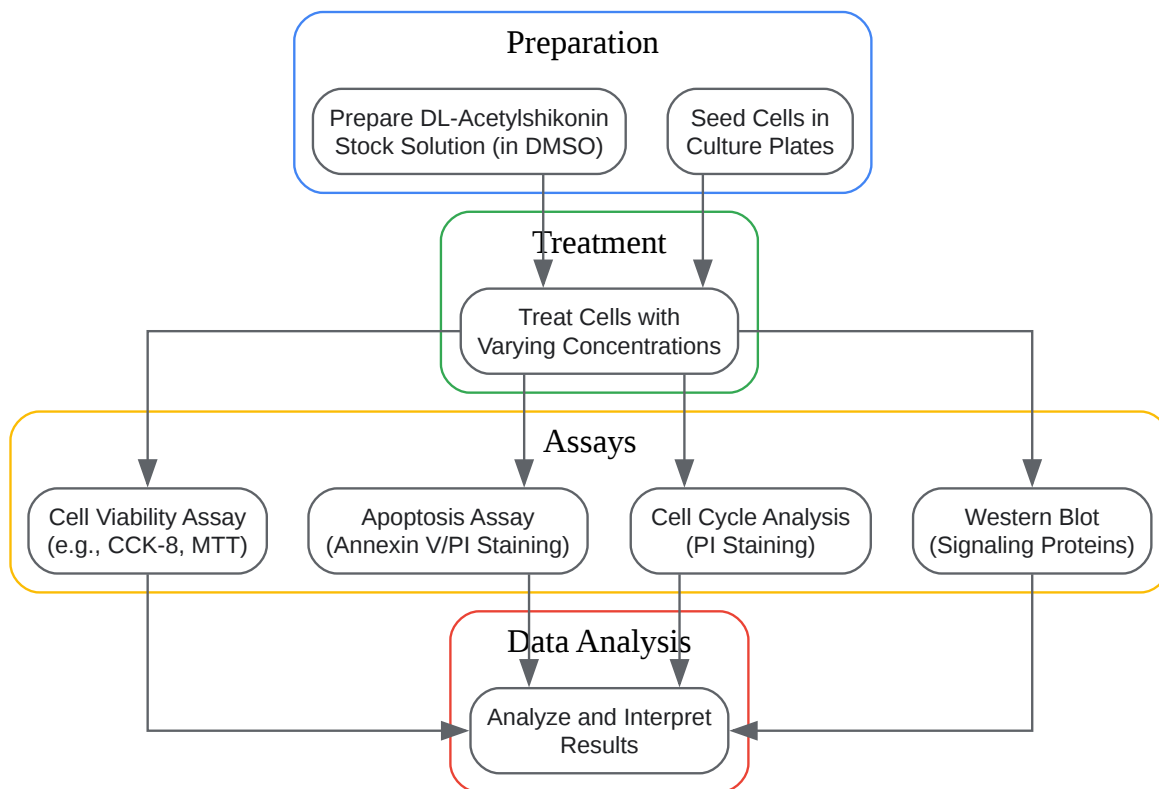 Preparation
Prepare DL-Acetylshikonin
Stock Solution (in DMSO)
Seed Cells in
Culture Plates
Treatment
Treat Cells with
Varying Concentrations
Assays
Cell Viability Assay
(e.g., CCK-8, MTT)
Apoptosis Assay
(Annexin V/PI Staining)
Cell Cycle Analysis
(PI Staining)
Western Blot
(Signaling Proteins)
Data Analysis
Analyze and Interpret
Results